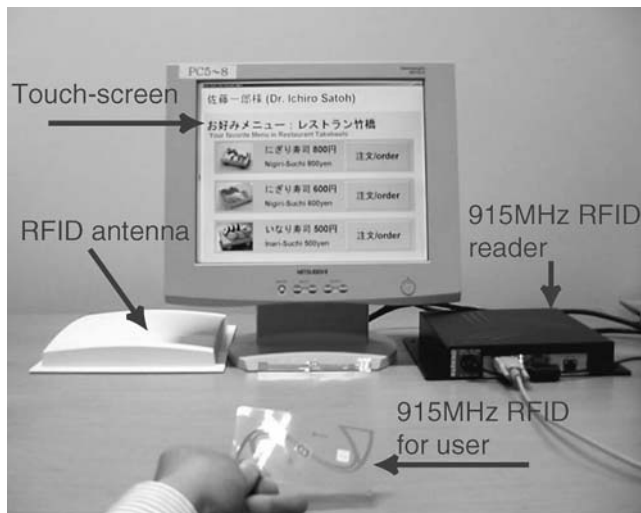 PC5~8
Touch-screen
佐藤一郎様 (Dr. Ichiro Satoh)
お好みメニュー：レストラン竹橋
Your favorite Menu in Restaurant Takebashi
にぎり寿司 800円
Nigiri-Suchi 800yen
注文/order
にぎり寿司 600円
Nigiri-Suchi 600yen
注文/order
いなり寿司 500円
Inari-Suchi 500yen
注文/order
MITSUBISHI
RFID antenna
915MHz RFID
reader
915MHz RFID
for user